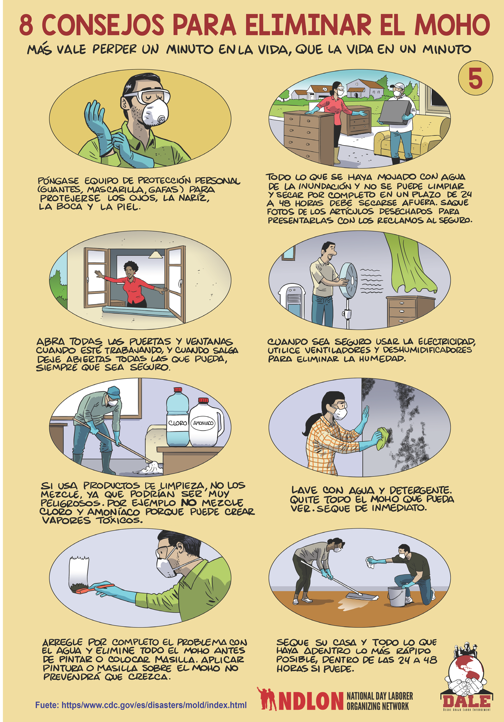 8 CONSEJOS PARA ELIMINAR EL MOHO
MÁS VALE PERDER UN MINUTO EN LA VIDA, QUE LA VIDA EN UN MINUTO
5
PÓNGASE EQUIPO DE PROTECCIÓN PERSONAL
(GUANTES, MASCARILLA, GAFAS) PARA
PROTEJERSE LOS OJOS, LA NARÍZ,
LA BOCA Y LA PIEL.
TODO LO QUE SE HAYA MOJADO CON AGUA
DE LA INUNDACIÓN Y NO SE PUEDE LIMPIAR
Y SECAR POR COMPLETO EN UN PLAZO DE 24
A 48 HORAS DEBE SECARSE AFUERA. SAQUE
FOTOS DE LOS ARTÍCULOS DESECHADOS PARA
PRESENTARLAS CON LOS RECLAMOS AL SEGURO.
ABRA TODAS LAS PUERTAS Y VENTANAS
CUANDO ESTÉ TRABAJANDO, Y CUANDO SALGA
DEJE ABIERTAS TODAS LAS QUE PUEDA,
SIEMPRE QUE SEA SEGURO.
CUANDO SEA SEGURO USAR LA ELECTRICIDAD,
UTILICE VENTILADORES Y DESHUMIDIFICADORES
PARA ELIMINAR LA HUMEDAD.
CLORO
AMONIACO
SI USA PRODUCTOS DE LIMPIEZA, NO LOS
MEZCLE, YA QUE PODRÍAN SER MUY
PELIGROSOS. POR EJEMPLO NO MEZCLE
CLORO Y AMONÍACO PORQUE PUEDE CREAR
VAPORES TÓXICOS.
LAVE CON AGUA Y DETERGENTE.
QUITE TODO EL MOHO QUE PUEDA
VER. SEQUE DE INMEDIATO.
ARREGLE POR COMPLETO EL PROBLEMA CON
EL AGUA Y ELIMINE TODO EL MOHO ANTES
DE PINTAR O COLOCAR MASILLA. APLICAR
PINTURA O MASILLA SOBRE EL MOHO NO
PREVENDRÁ QUE CREZCA.
SEQUE SU CASA Y TODO LO QUE
HAYA ADENTRO LO MÁS RÁPIDO
POSIBLE, DENTRO DE LAS 24 A 48
HORAS SI PUEDE.
Fuete: https/www.cdc.gov/es/disasters/mold/index.html
NDLON NATIONAL DAY LABORER
ORGANIZING NETWORK
DALE